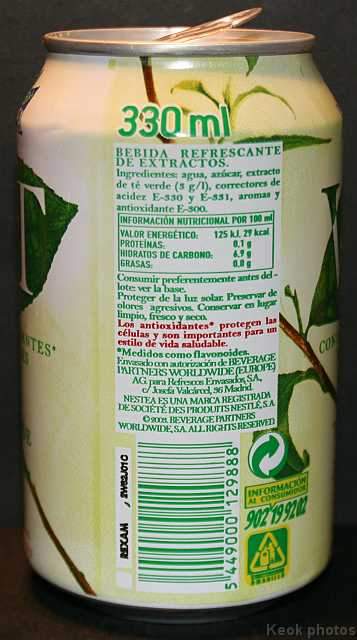 330 ml
BEBIDA REFRESCANTE
DE EXTRACTOS.
Ingredientes: agua, azúcar, extracto
de té verde (3 g/l), correctores de
acidez E-330 y E-331, aromas y
antioxidante E-300.
INFORMACIÓN NUTRICIONAL POR 100 ml
VALOR ENERGÉTICO: 125 kJ, 29 kcal
PROTEÍNAS: 0,1 g
HIDRATOS DE CARBONO: 6,9 g
GRASAS: 0,0 g
Consumir preferentemente antes del -
lote: ver la base.
Proteger de la luz solar. Preservar de
olores agresivos. Conservar en lugar
limpio, fresco y seco.
Los antioxidantes* protegen las
células y son importantes para un
estilo de vida saludable.
*Medidos como flavonoides.
Envasado con autorización de BEVERAGE
PARTNERS WORLDWIDE (EUROPE)
AG. para Refrescos Envasados, S.A.,
c/ Josefa Valcárcel, 36 Madrid.
NESTEA ES UNA MARCA REGISTRADA
DE SOCIÉTÉ DES PRODUITS NESTLÉ, S.A.
© 2003. BEVERAGE PARTNERS
WORLDWIDE, S.A. ALL RIGHTS RESERVED
T
NTES*
CON
REXAM
5449000129888
INFORMACIÓN
AL CONSUMIDOR
902 19 92 02
Keok photos